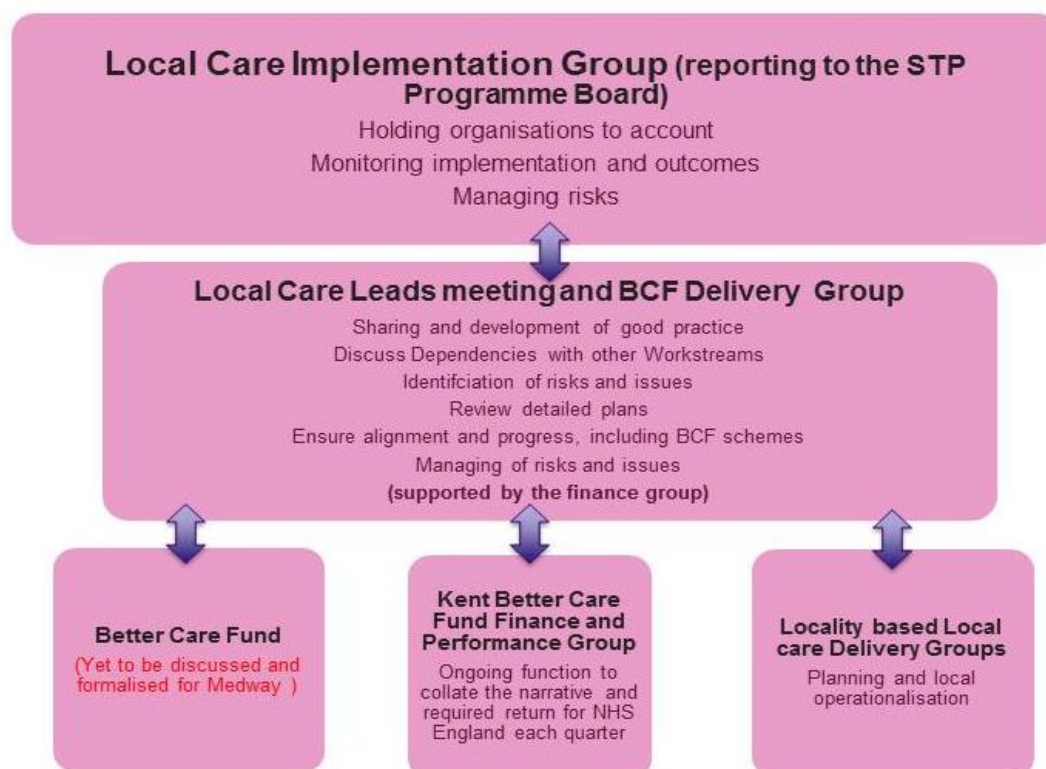 Local Care Implementation Group (reporting to the STP
Programme Board)
Holding organisations to account
Monitoring implementation and outcomes
Managing risks
Local Care Leads meeting and BCF Delivery Group
Sharing and development of good practice
Discuss Dependencies with other Workstreams
Identifciation of risks and issues
Review detailed plans
Ensure alignment and progress, including BCF schemes
Managing of risks and issues
(supported by the finance group)
Better Care Fund
(Yet to be discussed and
formalised for Medway )
Kent Better Care
Fund Finance and
Performance Group
Ongoing function to
collate the narrative and
required return for NHS
England each quarter
Locality based Local
care Delivery Groups
Planning and local
operationalisation